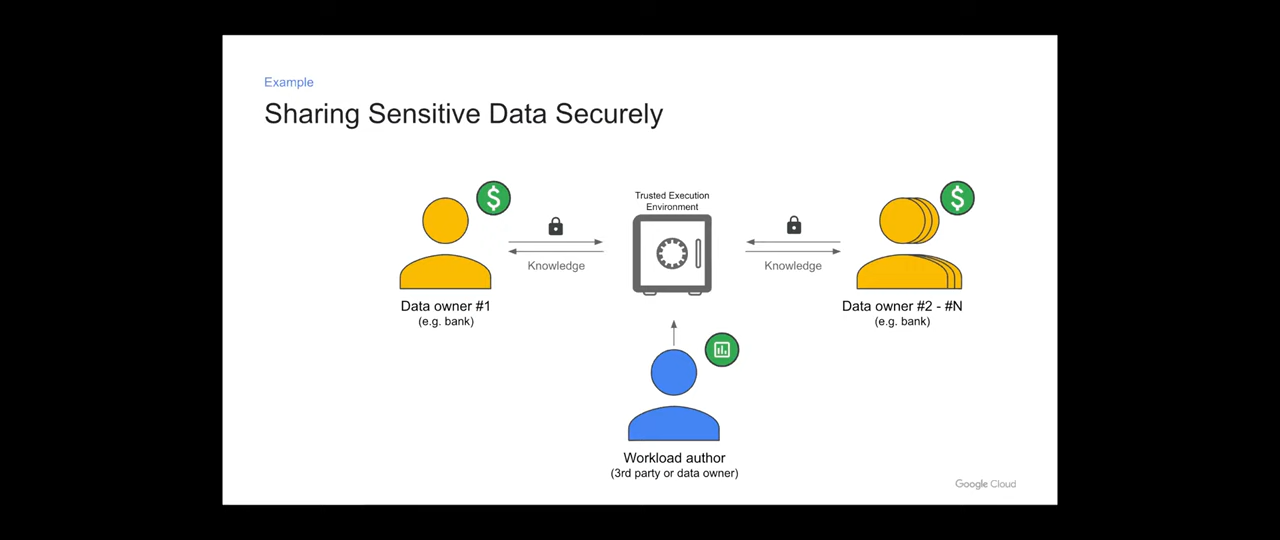 Example
Sharing Sensitive Data Securely
Trusted Execution
Environment
Knowledge
Knowledge
Data owner #1
(e.g. bank)
Data owner #2 - #N
(e.g. bank)
Workload author
(3rd party or data owner)
Google Cloud